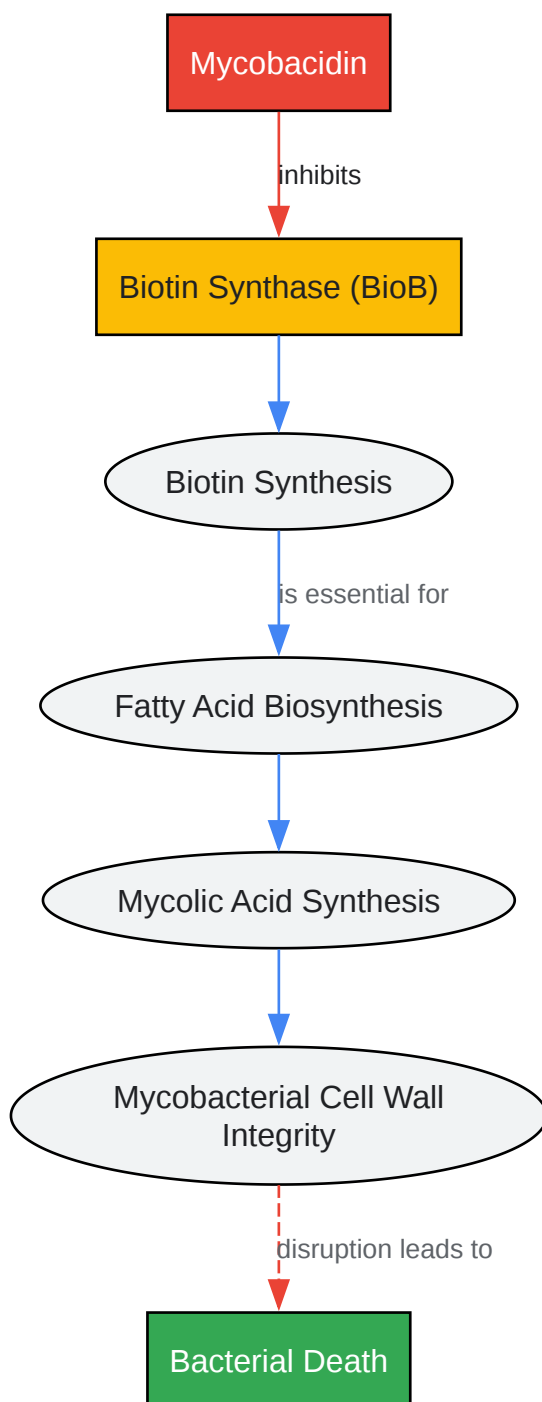 Mycobacidin
inhibits
Biotin Synthase (BioB)
Biotin Synthesis
is essential for
Fatty Acid Biosynthesis
Mycolic Acid Synthesis
Mycobacterial Cell Wall
Integrity
disruption leads to
Bacterial Death